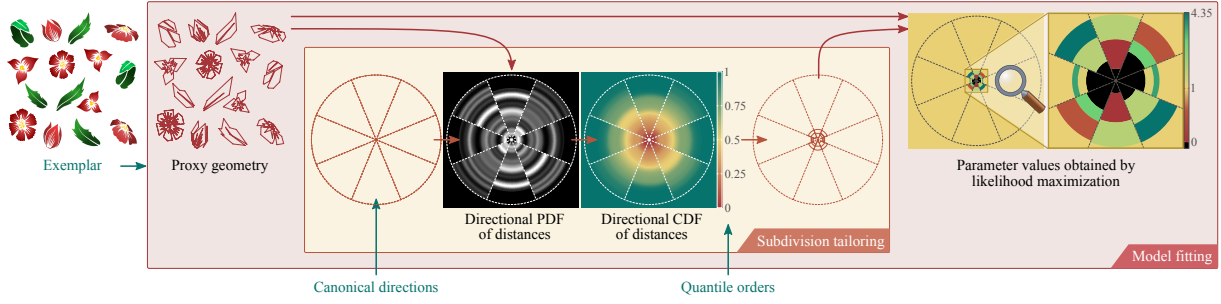 4.35
1
0
1
0.75
0.5
0.25
0
Exemplar
Proxy geometry
Parameter values obtained by
likelihood maximization
Directional PDF
of distances
Directional CDF
of distances
Subdivision tailoring
Model fitting
Canonical directions
Quantile orders